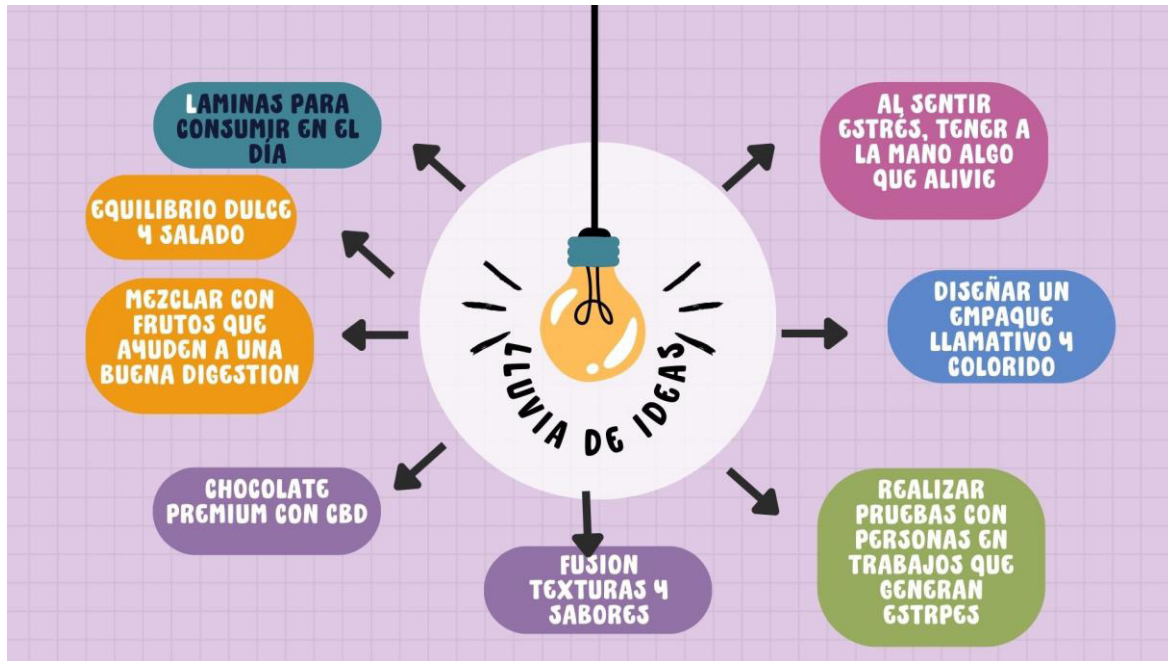 LAMINAS PARA
CONSUMIR EN EL
DÍA
EQUILIBRIO DULCE
Y SALADO
MEZCLAR CON
FRUTOS QUE
AYUDEN A UNA
BUENA DIGESTION
CHOCOLATE
PREMIUM CON CBD
FUSION
TEXTURAS Y
SABORES
LLUVIA DE IDEAS
AL SENTIR
ESTRÉS, TENER A
LA MANO ALGO
QUE ALIVIE
DISEÑAR UN
EMPAQUE
LLAMATIVO Y
COLORIDO
REALIZAR
PRUEBAS CON
PERSONAS EN
TRABAJOS QUE
GENERAN
ESTRPES